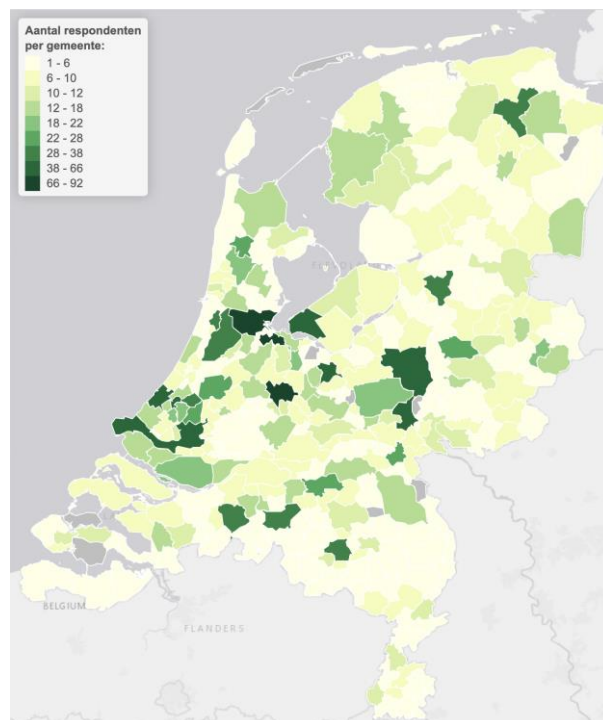 Aantal respondenten
per gemeente:
1 - 6
6 - 10
10 - 12
12 - 18
18 - 22
22 - 28
28 - 38
38 - 66
66 - 92
BELGIUM
FLANDERS